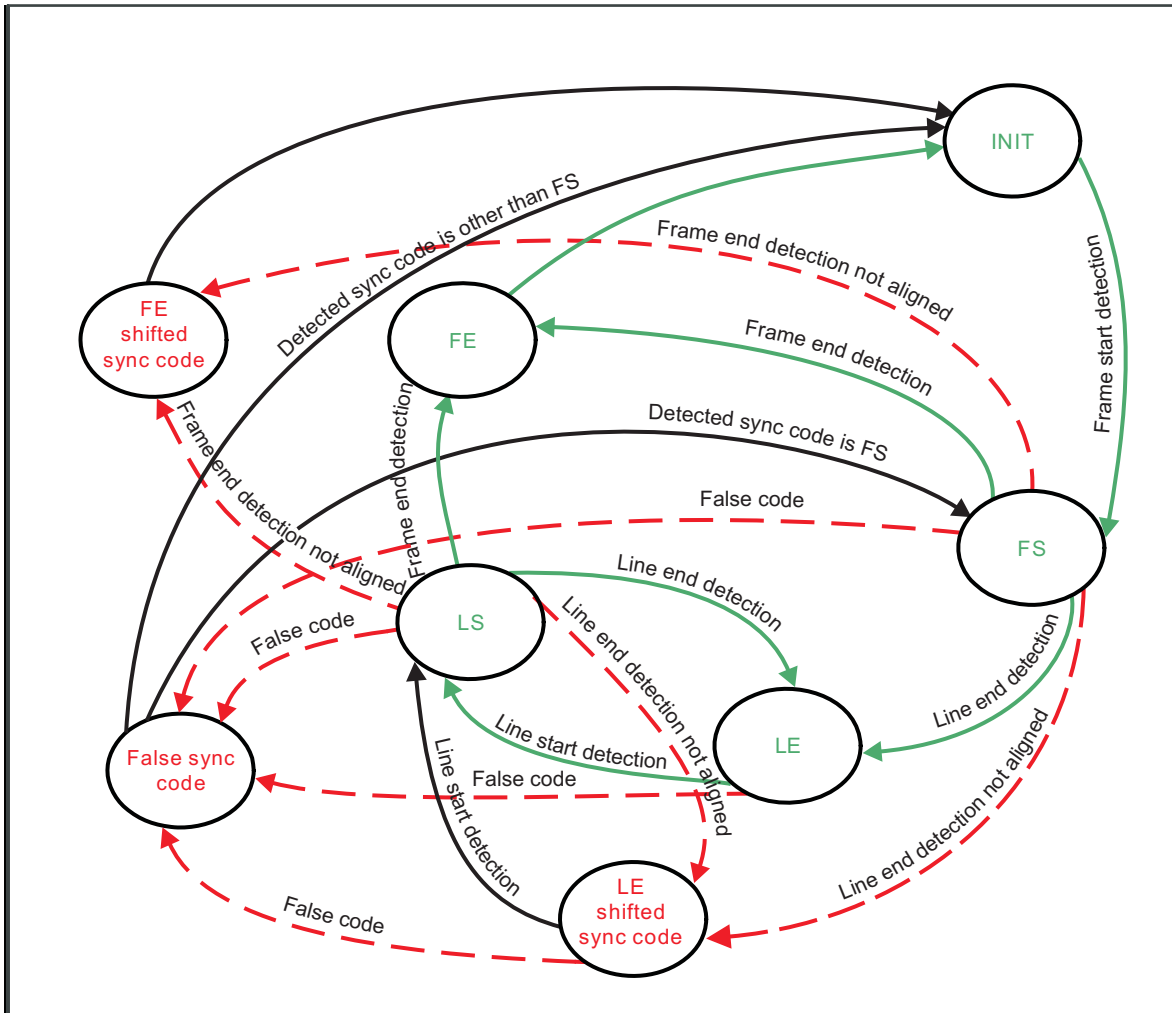 INIT
Detected sync code is other than FS
Frame end detection not aligned
Frame start detection
FE
shifted
sync code
FE
Frame end detection
Detected sync code is FS
Frame end detection not aligned
Frame end detection
False code
FS
Line end detection
LS
False code
Line end detection not aligned
Line end detection
Line start detection
LE
False sync
code
False code
Line start detection
Line end detection not aligned
LE
shifted
sync code
False code